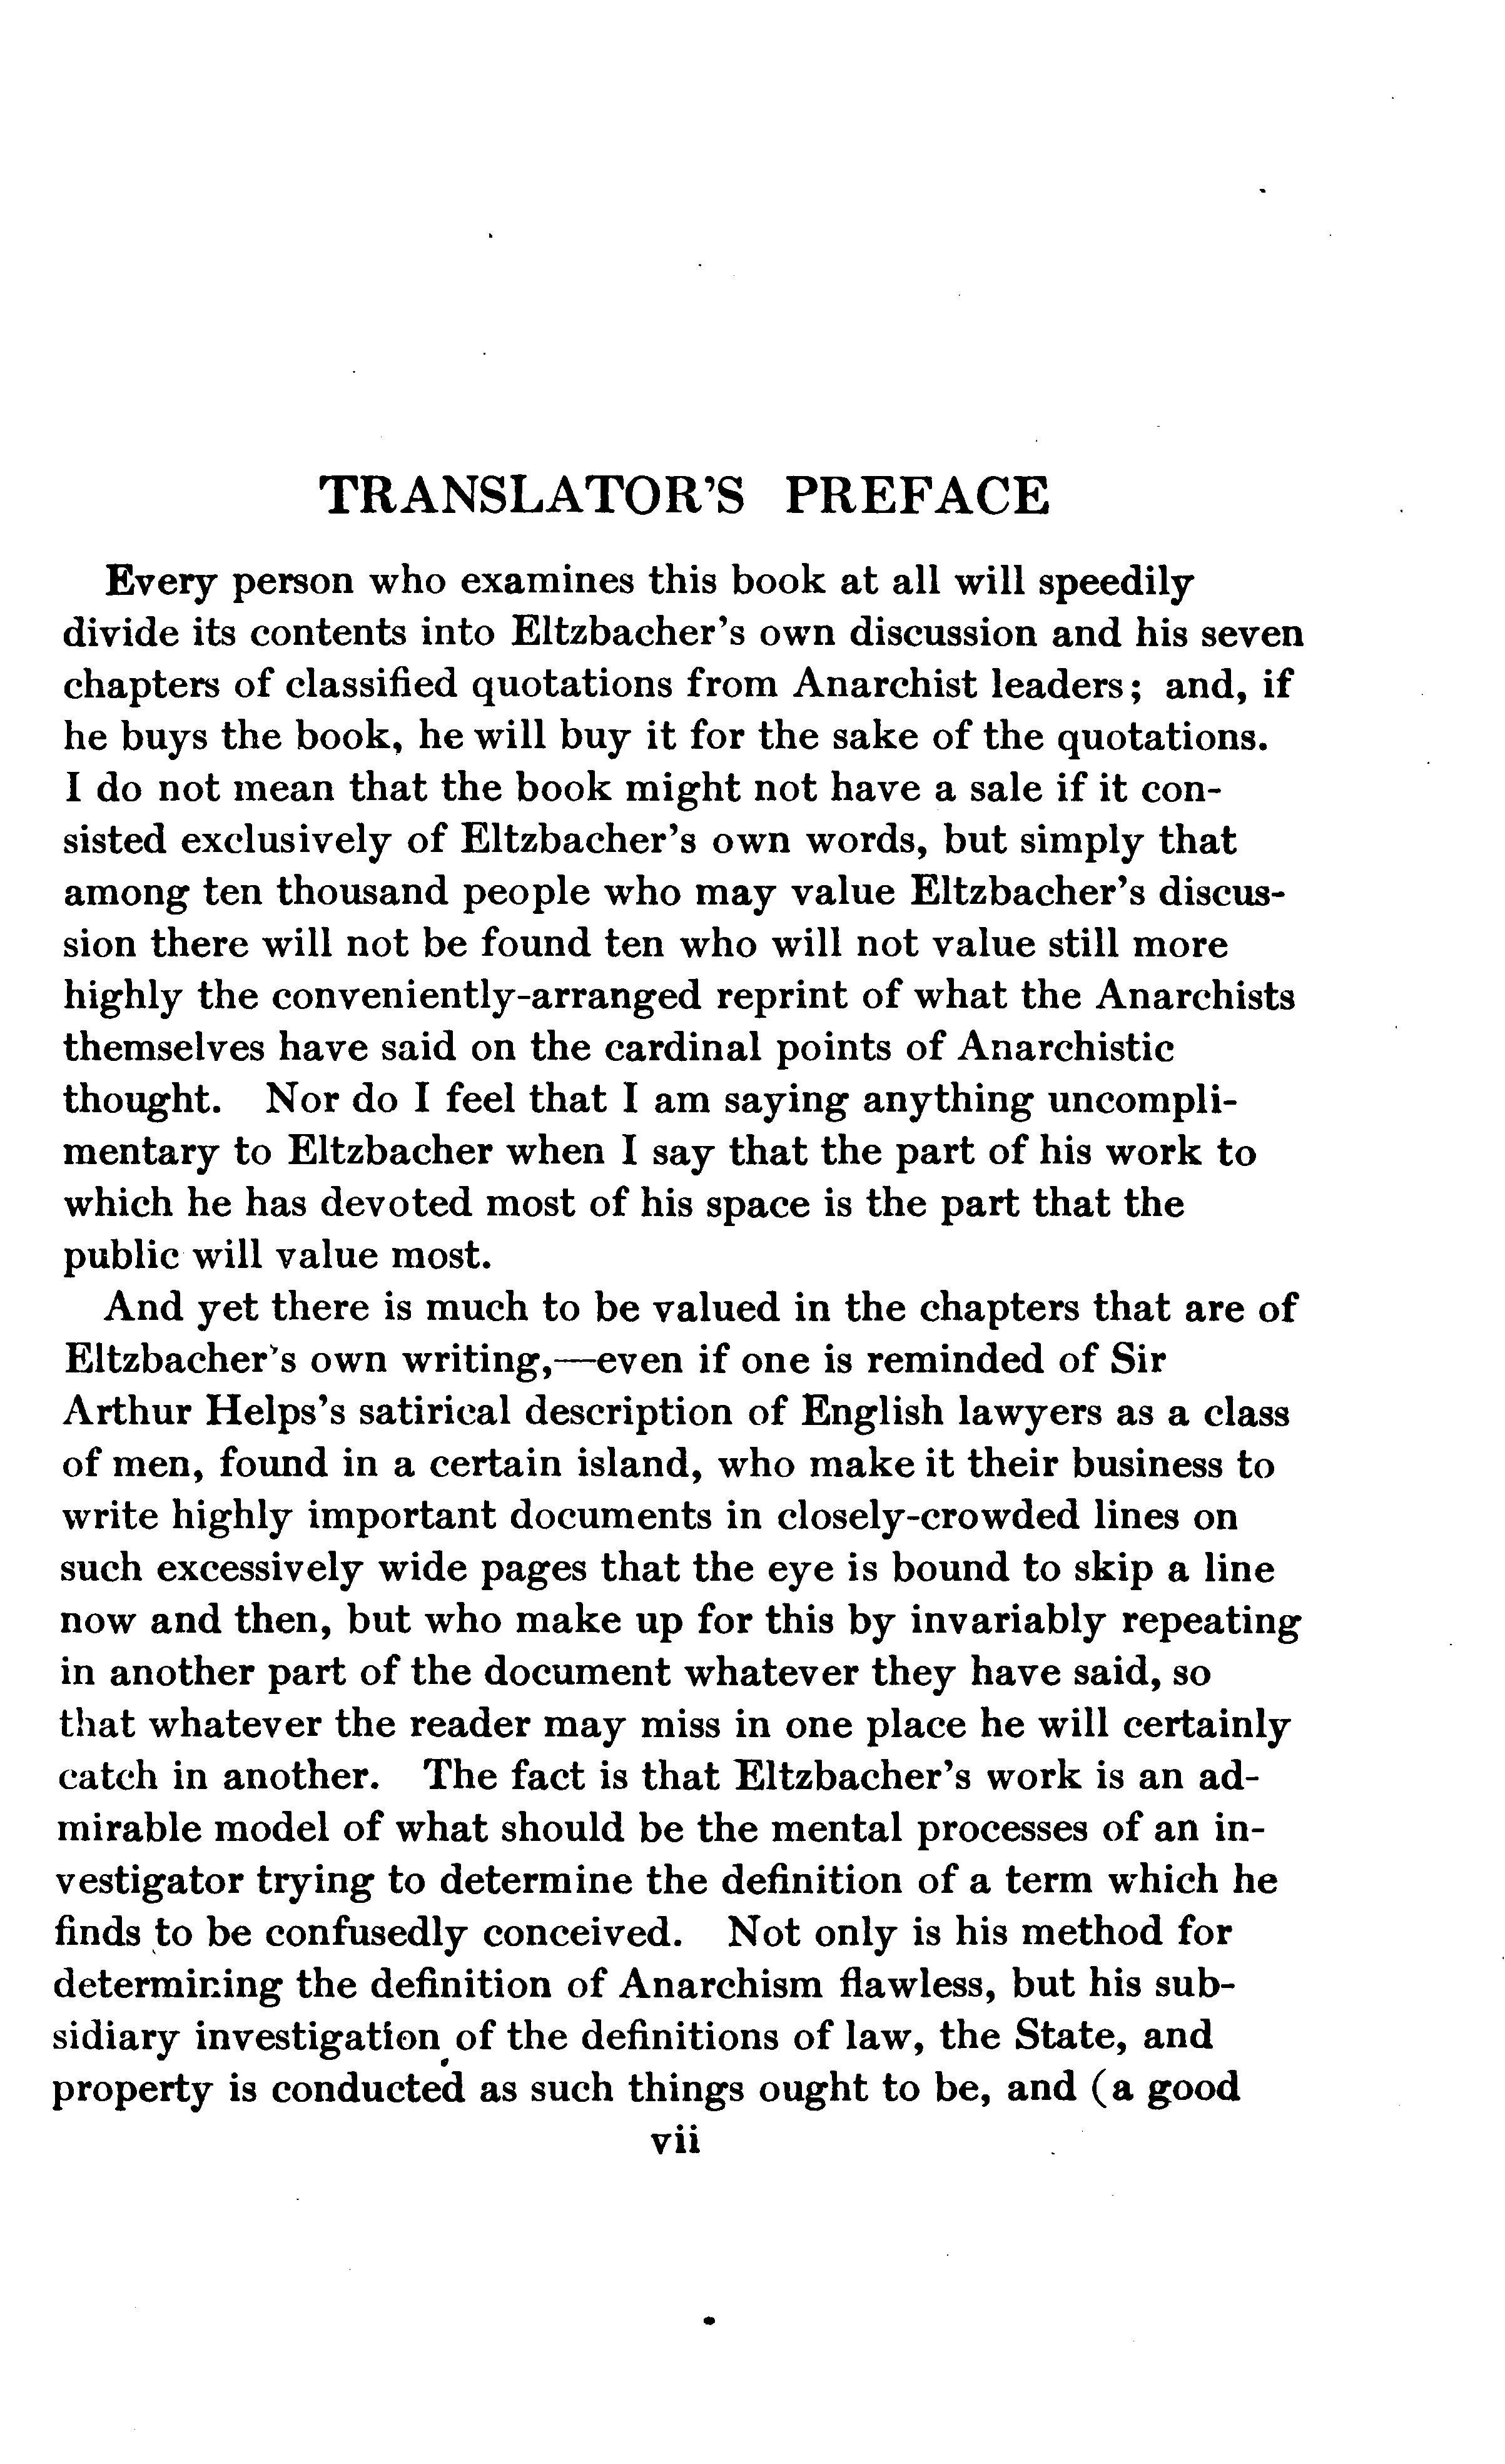 TRANSLATOR'S PREFACE
Every person who examines this book at all will speedily
divide its contents into Eltzbacher's own discussion and his seven
chapters of classified quotations from Anarchist leaders; and, if
he buys the book, he will buy it for the sake of the quotations.
I do not mean that the book might not have a sale if it con-
sisted exclusively of Eltzbacher's own words, but simply that
among ten thousand people who may value Eltzbacher's discus-
sion there will not be found ten who will not value still more
highly the conveniently-arranged reprint of what the Anarchists
themselves have said on the cardinal points of Anarchistic
thought. Nor do I feel that I am saying anything uncompli-
mentary to Eltzbacher when I say that the part of his work to
which he has devoted most of his space is the part that the
public will value most.
And yet there is much to be valued in the chapters that are of
Eltzbacher's own writing,—even if one is reminded of Sir
Arthur Helps's satirical description of English lawyers as a class
of men, found in a certain island, who make it their business to
write highly important documents in closely-crowded lines on
such excessively wide pages that the eye is bound to skip a line
now and then, but who make up for this by invariably repeating
in another part of the document whatever they have said, so
that whatever the reader may miss in one place he will certainly
catch in another. The fact is that Eltzbacher's work is an ad-
mirable model of what should be the mental processes of an in-
vestigator trying to determine the definition of a term which he
finds to be confusedly conceived. Not only is his method for
determining the definition of Anarchism flawless, but his sub-
sidiary investigation of the definitions of law, the State, and
property is conducted as such things ought to be, and (a good
vii